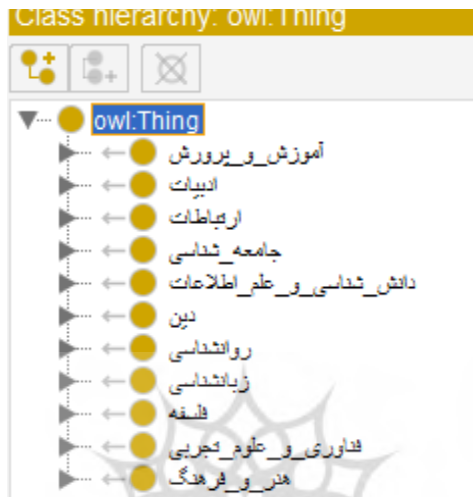 Class hierarchy: owl:Thing
owl:Thing
آموزش_و_پرورش
ادبیات
ارتباطات
جامعه_شناسی
دانش_شناسی_و_علم_اطلاعات
دین
روانشناسی
زبانشناسی
فلسفه
فناوری_و_علوم_تجربی
هنر_و_فرهنگ